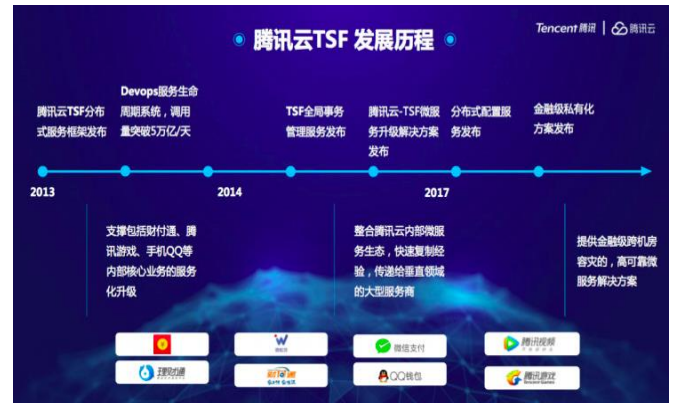 腾讯云TSF 发展历程
Tencent 腾讯
腾讯云
腾讯云TSF分布
式服务框架发布
Devops服务生命
周期系统，调用
量突破5万亿/天
TSF全局事务
管理服务发布
腾讯云-TSF微服
务升级解决方案
发布
分布式配置服
务发布
金融级私有化
方案发布
2013
2014
2017
支撑包括财付通、腾
讯游戏、手机QQ等
内部核心业务的服务
化升级
整合腾讯云内部微服
务生态，快速复制经
验，传递给垂直领域
的大型服务商
提供金融级跨机房
容灾的，高可靠微
服务解决方案
微信支付
腾讯视频
理财通
财付通
QQ钱包
腾讯游戏
Tencent Games